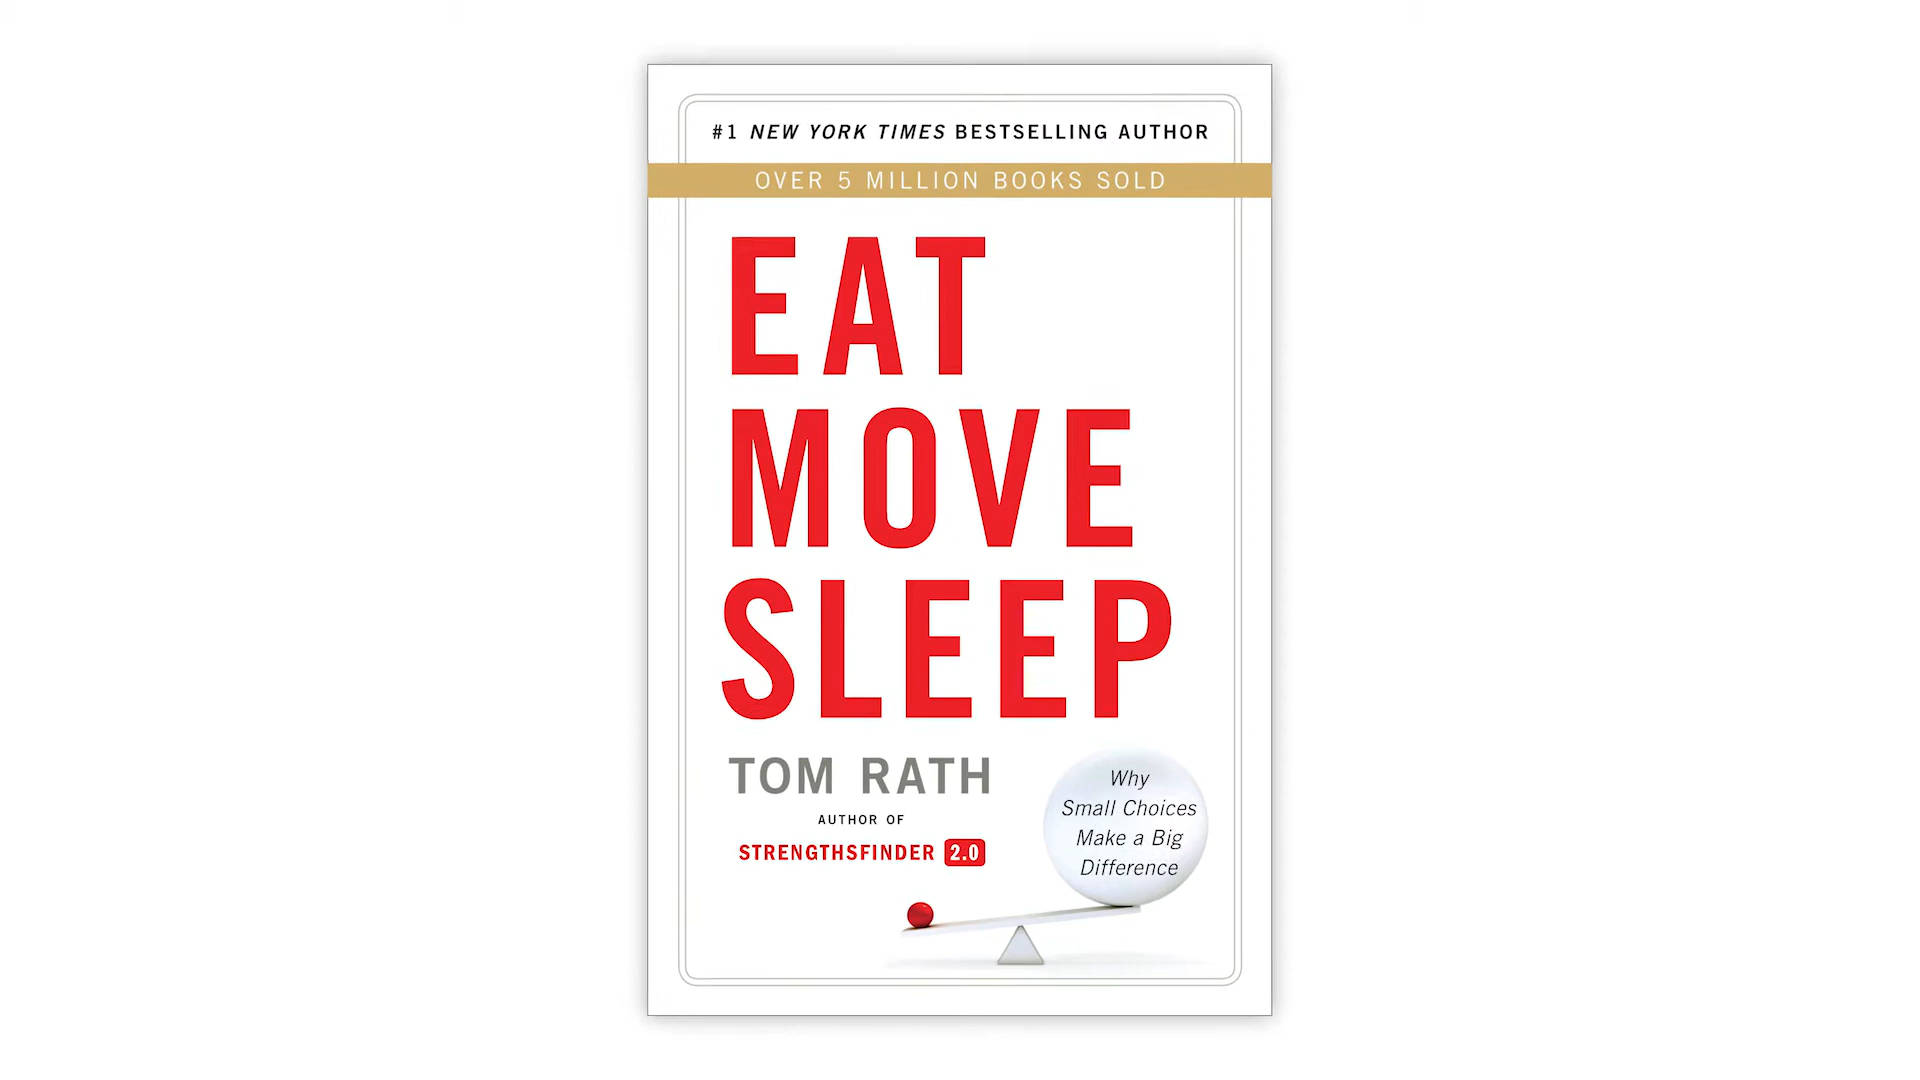 #1 NEW YORK TIMES BESTSELLING AUTHOR
OVER 5 MILLION BOOKS SOLD
EAT
MOVE
SLEEP
TOM RATH
AUTHOR OF
STRENGTHSFINDER 2.0
Why
Small Choices
Make a Big
Difference